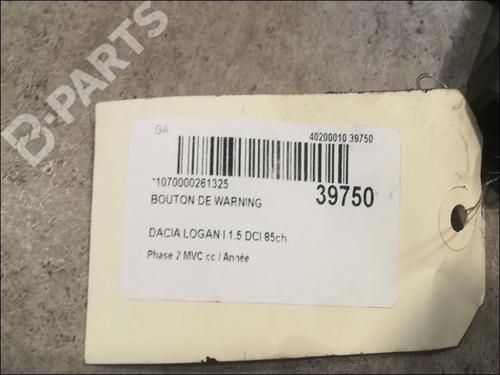 B-PARTS
GA
40200010 39750
*1070000261325
39750
BOUTON DE WARNING
DACIA LOGAN I 1.5 DCI 85ch
Phase 2 MVC cc / Année